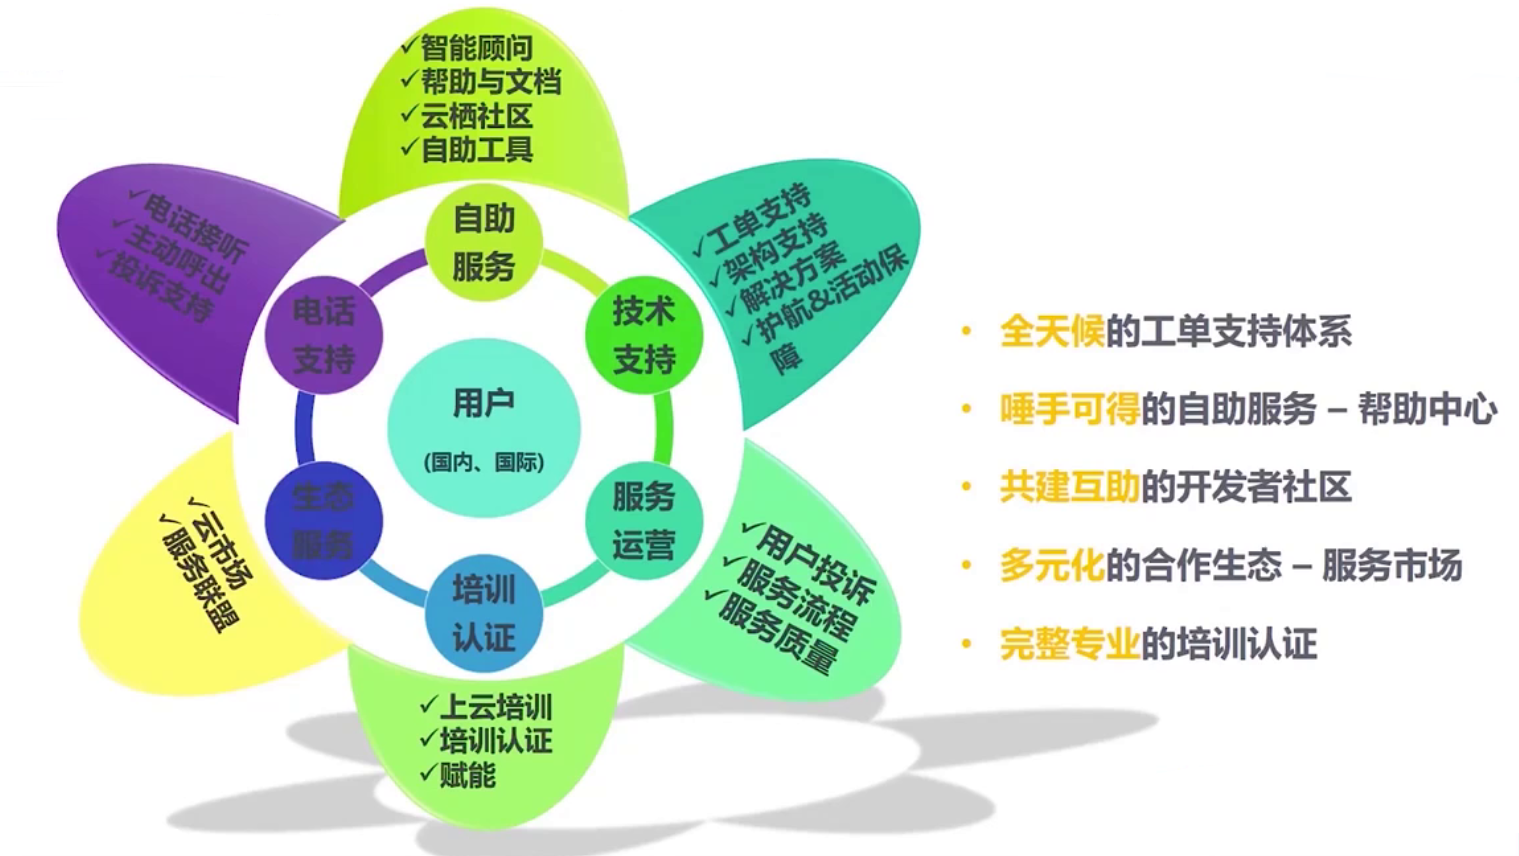 ✓智能顾问
✓帮助与文档
✓云栖社区
✓自助工具
✓电话接听
✓主动呼出
✓投诉支持
✓工单支持
✓架构支持
✓解决方案
✓护航&活动保
障
自助
服务
电话
支持
技术
支持
用户
(国内、国际)
生态
服务
服务
运营
培训
认证
✓云市场
✓服务联盟
✓用户投诉
✓服务流程
✓服务质量
✓上云培训
✓培训认证
✓赋能
• 全天候的工单支持体系
• 唾手可得的自助服务 – 帮助中心
• 共建互助的开发者社区
• 多元化的合作生态 – 服务市场
• 完整专业的培训认证